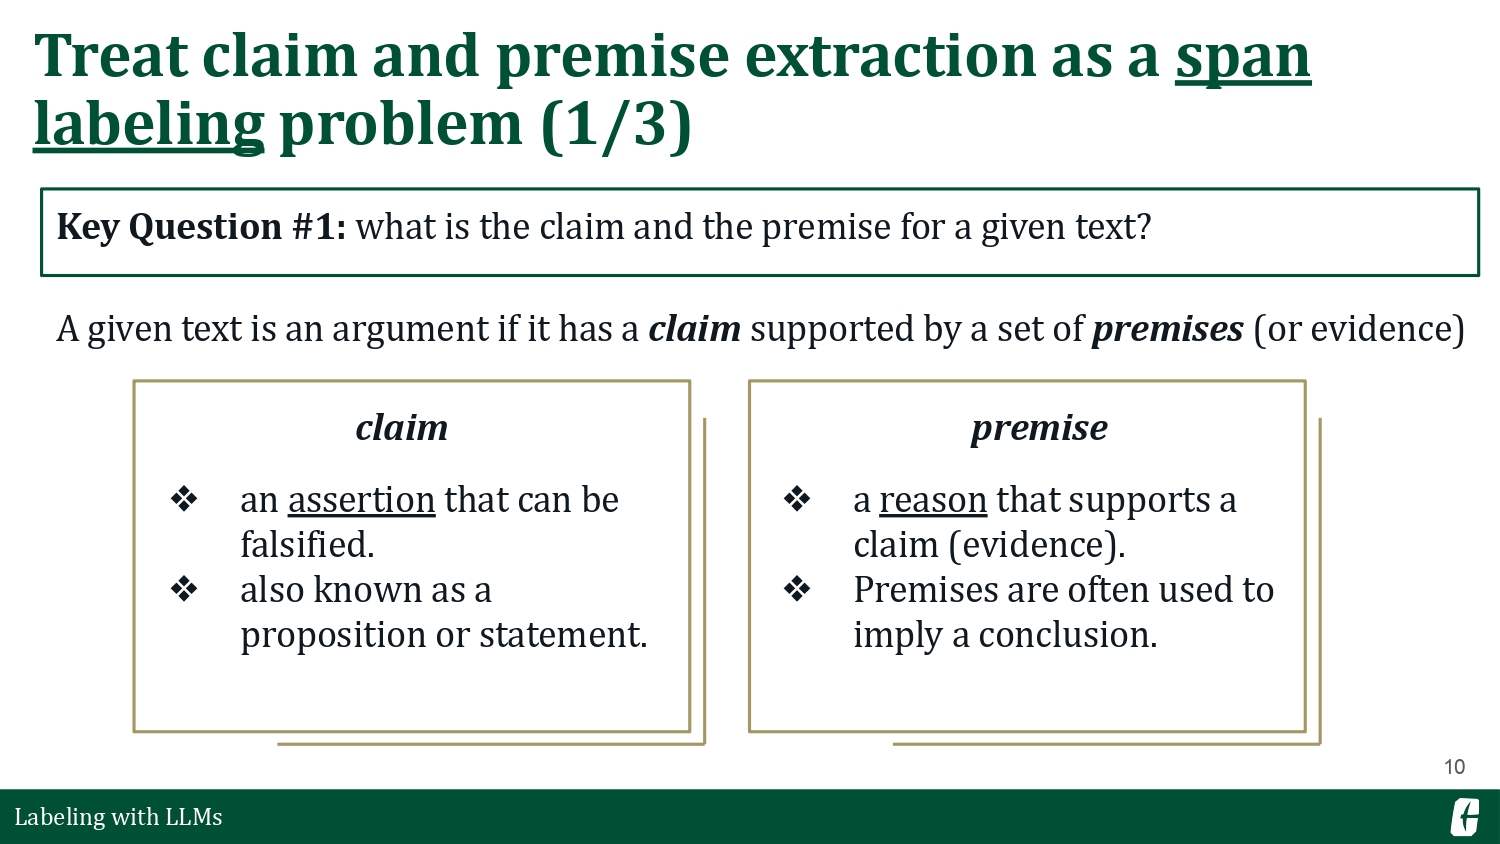 Treat claim and premise extraction as a span
labeling problem (1/3)
Key Question #1: what is the claim and the premise for a given text?
A given text is an argument if it has a claim supported by a set of premises (or evidence)
claim
❖ an assertion that can be
falsified.
❖ also known as a
proposition or statement.
premise
❖ a reason that supports a
claim (evidence).
❖ Premises are often used to
imply a conclusion.
10
Labeling with LLMs